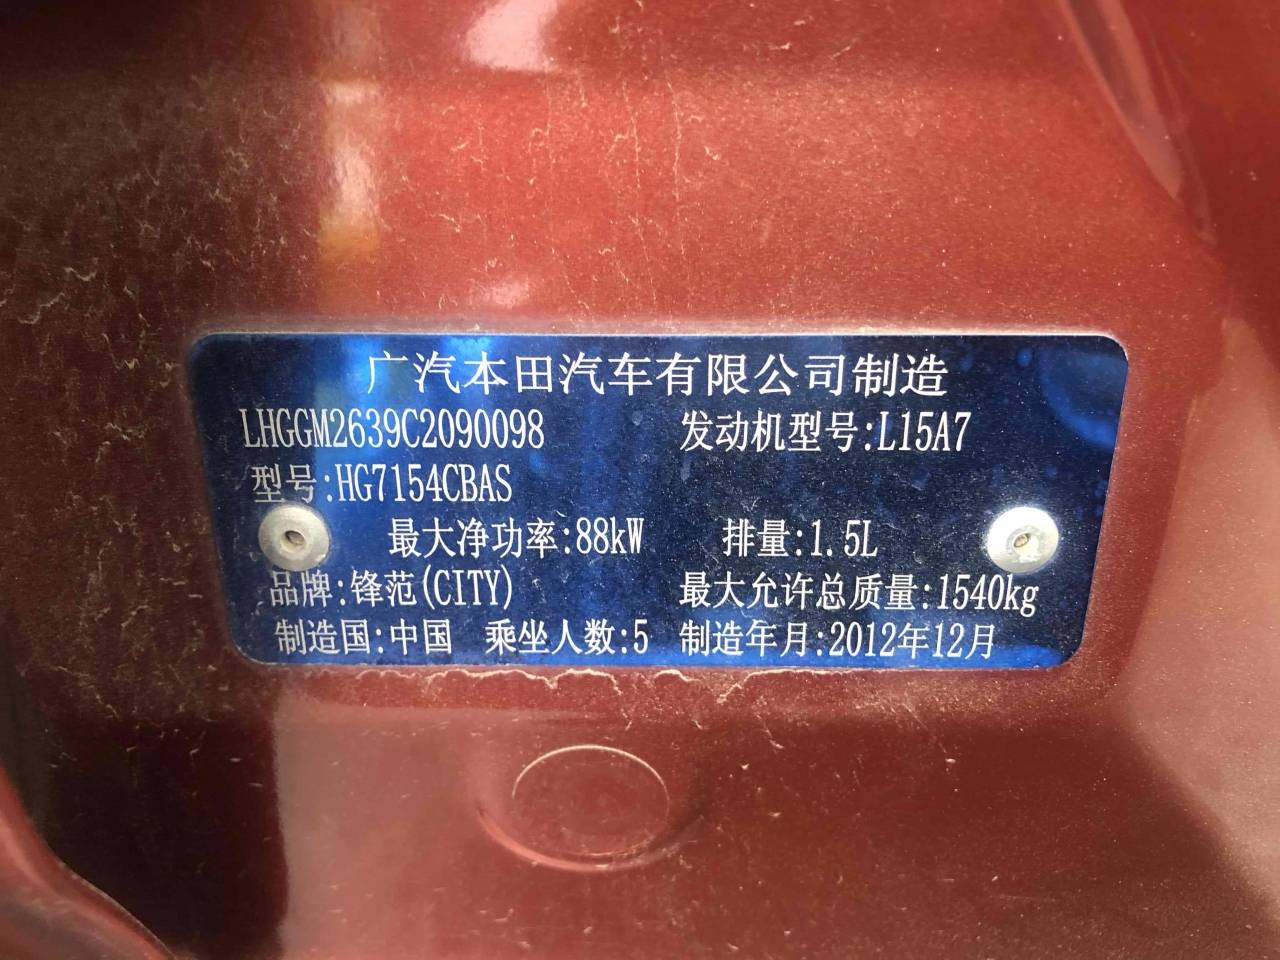 广汽本田汽车有限公司制造
LHGGM2639C2090098 发动机型号:L15A7
型号:HG7154CBAS
最大净功率:88kW 排量:1.5L
品牌:锋范(CITY) 最大允许总质量:1540kg
制造国:中国 乘坐人数:5 制造年月:2012年12月